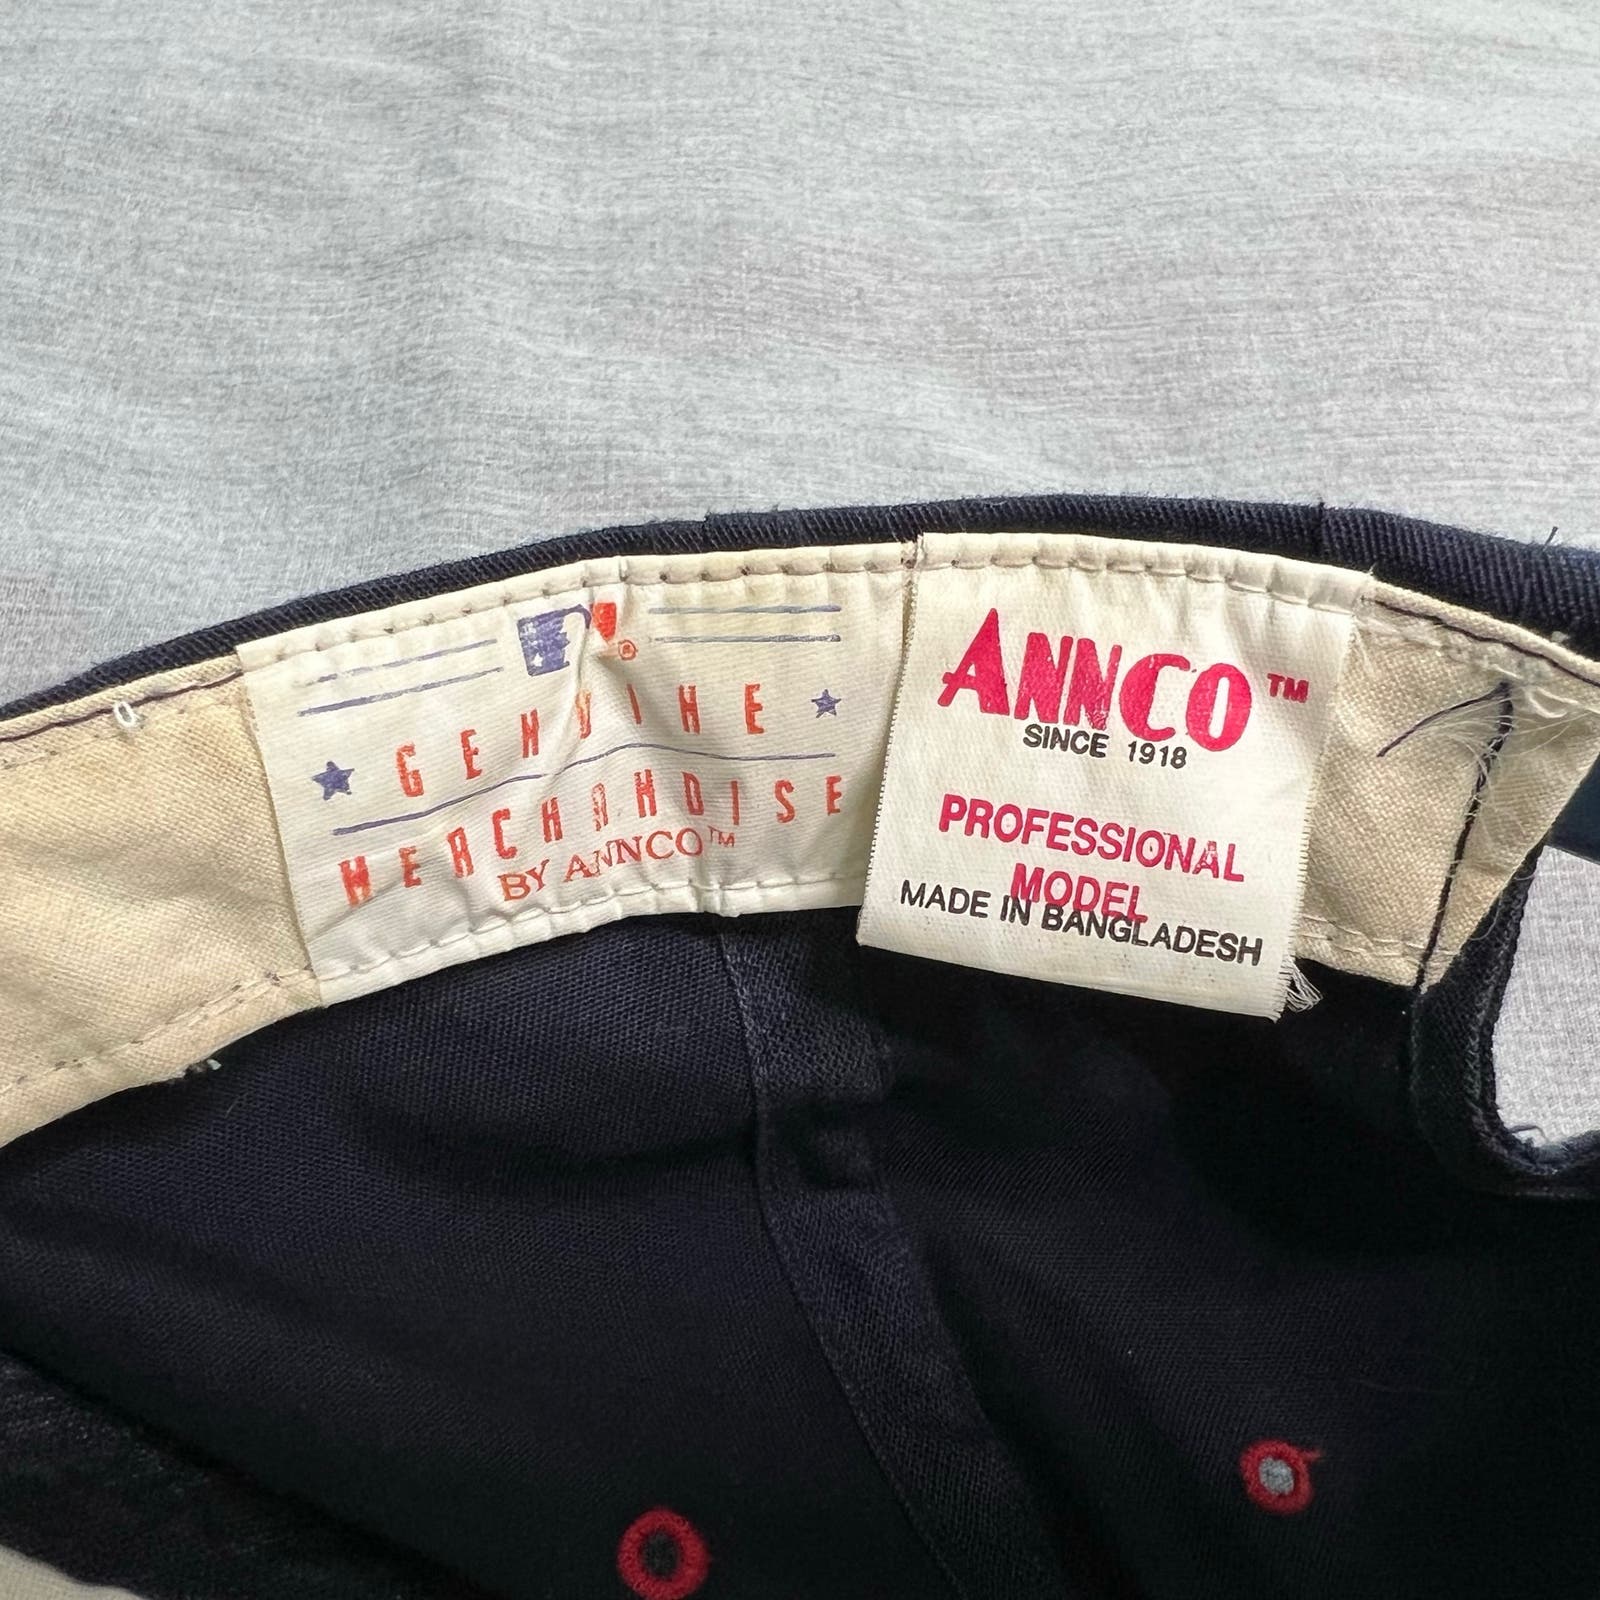 GENUINE
MERCHANDISE
BY ANNCO™
ANNCO™
SINCE 1918
PROFESSIONAL
MODEL
MADE IN BANGLADESH